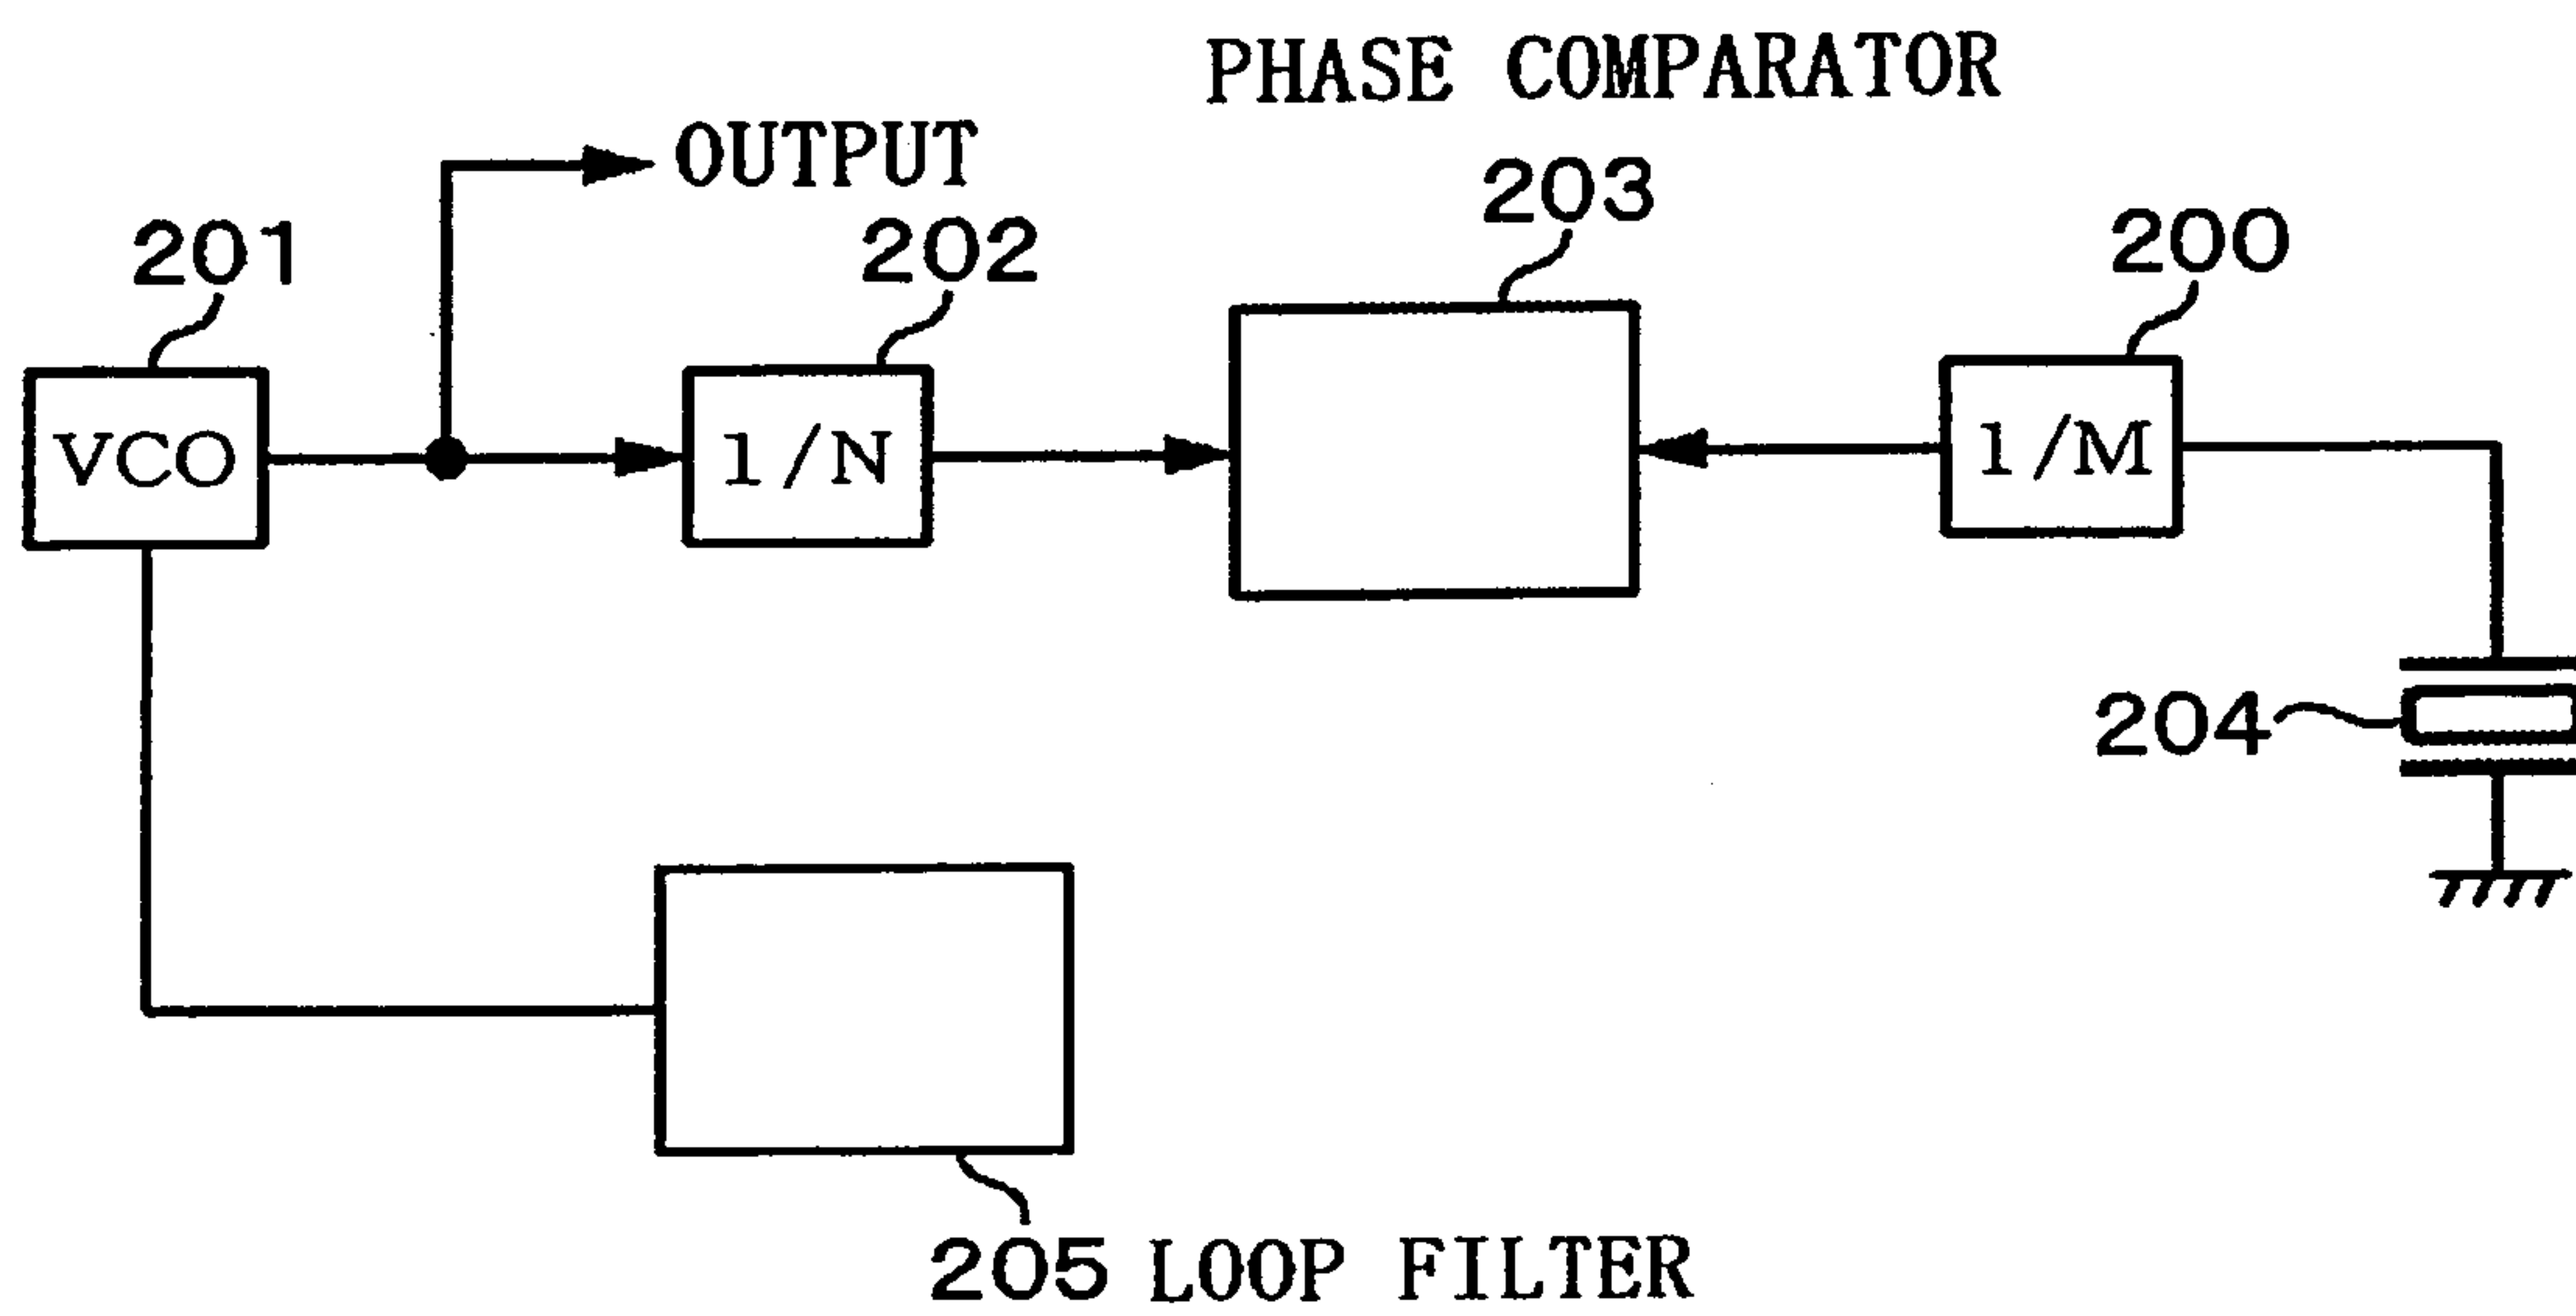 PHASE COMPARATOR
OUTPUT
203
201
202
200
VCO
1/N
1/M
204
205 LOOP FILTER